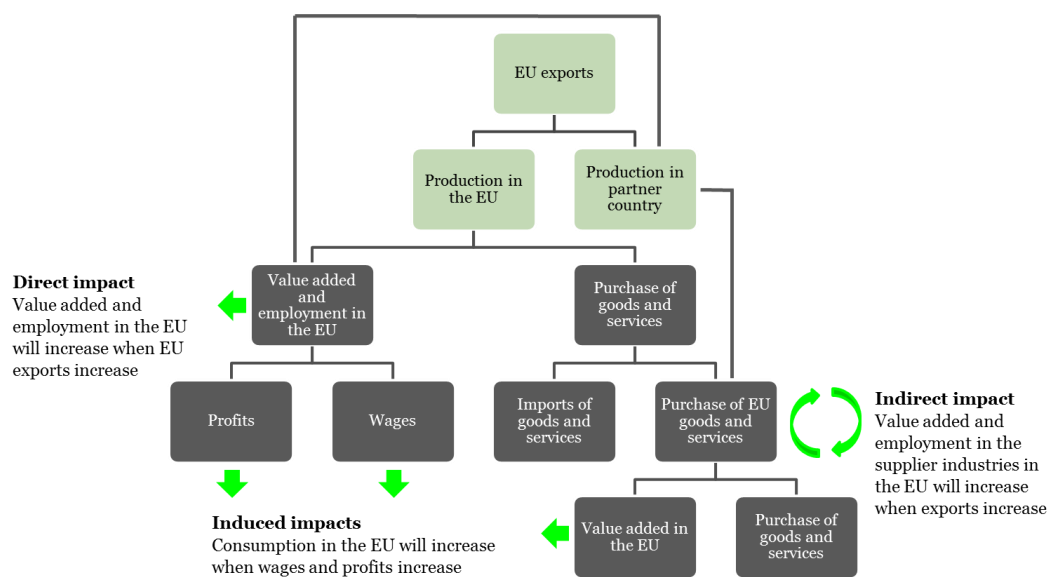 EU exports
Production in
the EU
Production in
partner
country
Direct impact
Value added and
employment in the EU
will increase when EU
exports increase
Value added
and
employment in
the EU
Purchase of
goods and
services
Profits
Wages
Imports of
goods and
services
Purchase of EU
goods and
services
Indirect impact
Value added and
employment in the
supplier industries in
the EU will increase
when exports increase
Induced impacts
Consumption in the EU will increase
when wages and profits increase
Value added in
the EU
Purchase of
goods and
services